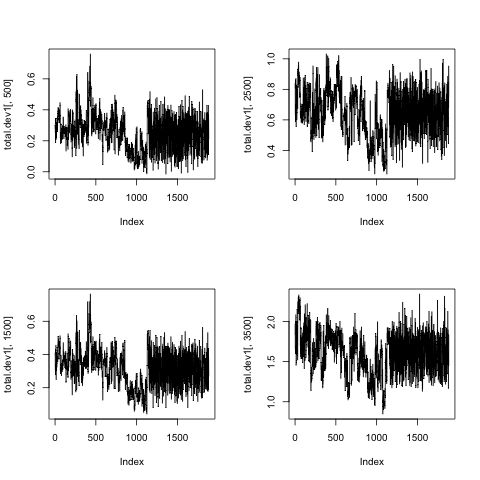 total.dev1[, 500]
0.0 0.2 0.4 0.6
0 500 1000 1500
Index
total.dev1[, 2500]
0.4 0.6 0.8 1.0
0 500 1000 1500
Index
total.dev1[, 1500]
0.2 0.4 0.6
0 500 1000 1500
Index
total.dev1[, 3500]
1.0 1.5 2.0
0 500 1000 1500
Index